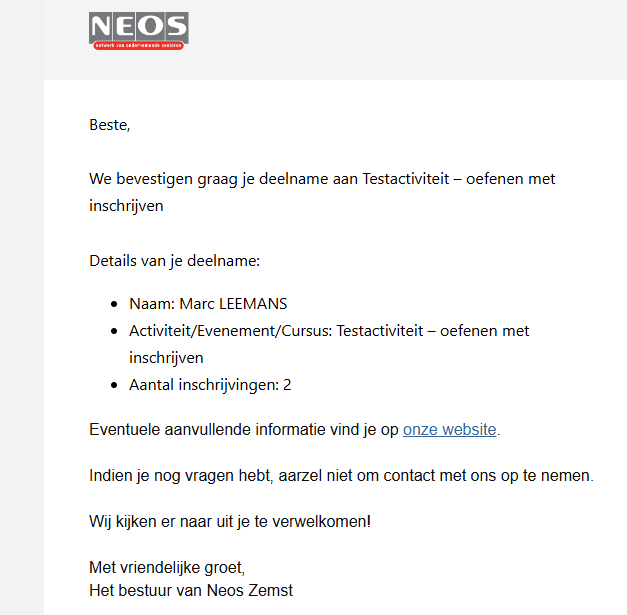 NEOS
netwerk van ondernemende senioren
Beste,
We bevestigen graag je deelname aan Testactiviteit – oefenen met
inschrijven
Details van je deelname:
• Naam: Marc LEEMANS
• Activiteit/Evenement/Cursus: Testactiviteit – oefenen met
inschrijven
• Aantal inschrijvingen: 2
Eventuele aanvullende informatie vind je op onze website.
Indien je nog vragen hebt, aarzel niet om contact met ons op te nemen.
Wij kijken er naar uit je te verwelkomen!
Met vriendelijke groet,
Het bestuur van Neos Zemst